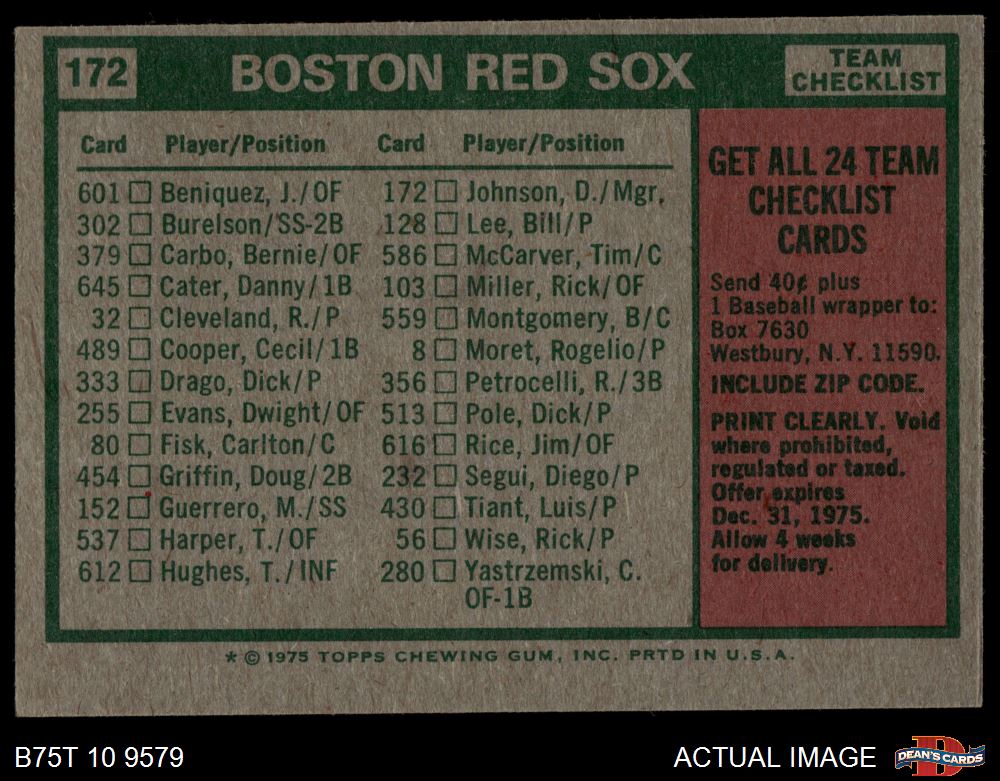 172
BOSTON RED SOX
TEAM
CHECKLIST
Card Player/Position
601 Beniquez, J./OF
302 Burelson/SS-2B
379 Carbo, Bernie/OF
645 Cater, Danny/1B
32 Cleveland, R./P
489 Cooper, Cecil/1B
333 Drago, Dick/P
255 Evans, Dwight/OF
80 Fisk, Carlton/C
454 Griffin, Doug/2B
152 Guerrero, M./SS
537 Harper, T./OF
612 Hughes, T./INF
Card Player/Position
172 Johnson, D./Mgr.
128 Lee, Bill/P
586 McCarver, Tim/C
103 Miller, Rick/OF
559 Montgomery, B/C
8 Moret, Rogelio/P
356 Petrocelli, R./3B
513 Pole, Dick/P
616 Rice, Jim/OF
232 Segui, Diego/P
430 Tiant, Luis/P
56 Wise, Rick/P
280 Yastrzemski, C.
OF-1B
GET ALL 24 TEAM
CHECKLIST
CARDS
Send 40¢ plus
1 Baseball wrapper to:
Box 7630
Westbury, N.Y. 11590.
INCLUDE ZIP CODE.
PRINT CLEARLY. Void
where prohibited,
regulated or taxed.
Offer expires
Dec. 31, 1975.
Allow 4 weeks
for delivery.
* © 1975 TOPPS CHEWING GUM, INC. PRTD IN U.S.A.
B75T 10 9579
ACTUAL IMAGE
D
DEAN'S CARDS